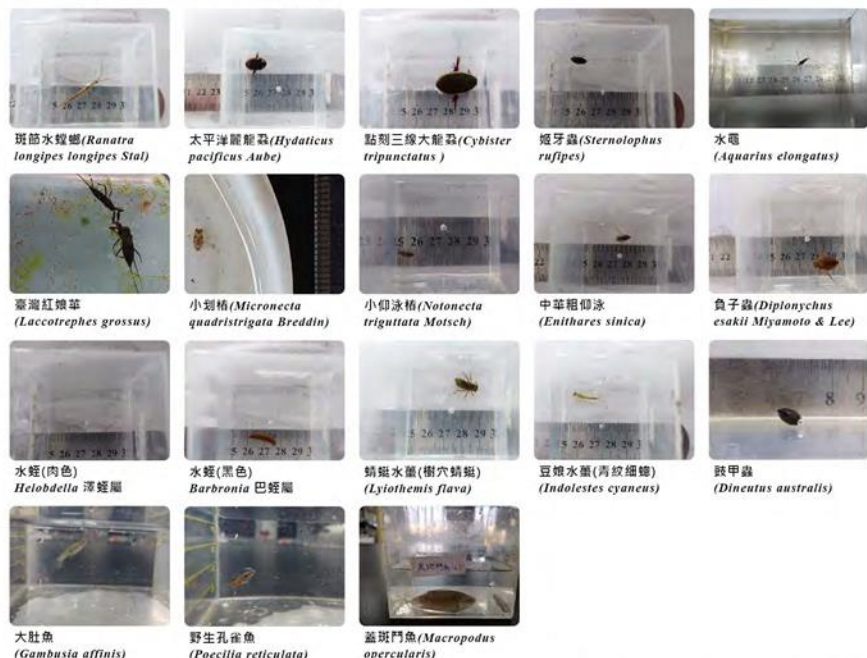 斑節水螳螂(Ranatra
longipes longipes Stal)
太平洋麗龍蝨(Hydaticus
pacificus Aube)
點刻三線大龍蝨(Cybister
tripunctatus )
姬牙蟲(Sternolophus
rufipes)
水黽
(Aquarius elongatus)
臺灣紅娘華
(Laccotrephes grossus)
小划樁(Micronecta
quadristrigata Breddin)
小仰泳樁(Notonecta
triguttata Motsch)
中華粗仰泳
(Enithares sinica)
負子蟲(Diplonychus
esakii Miyamoto & Lee)
水蛭(肉色)
Helobdella 澤蛭屬
水蛭(黑色)
Barbronia 巴蛭屬
蜻蜓水蠆(樹穴蜻蜓)
(Lyiothemis flava)
豆娘水蠆(青紋細蟌)
(Indolestes cyaneus)
豉甲蟲
(Dineutus australis)
大肚魚
(Gambusia affinis)
野生孔雀魚
(Poecilia reticulata)
蓋斑鬥魚(Macropodus
opercularis)